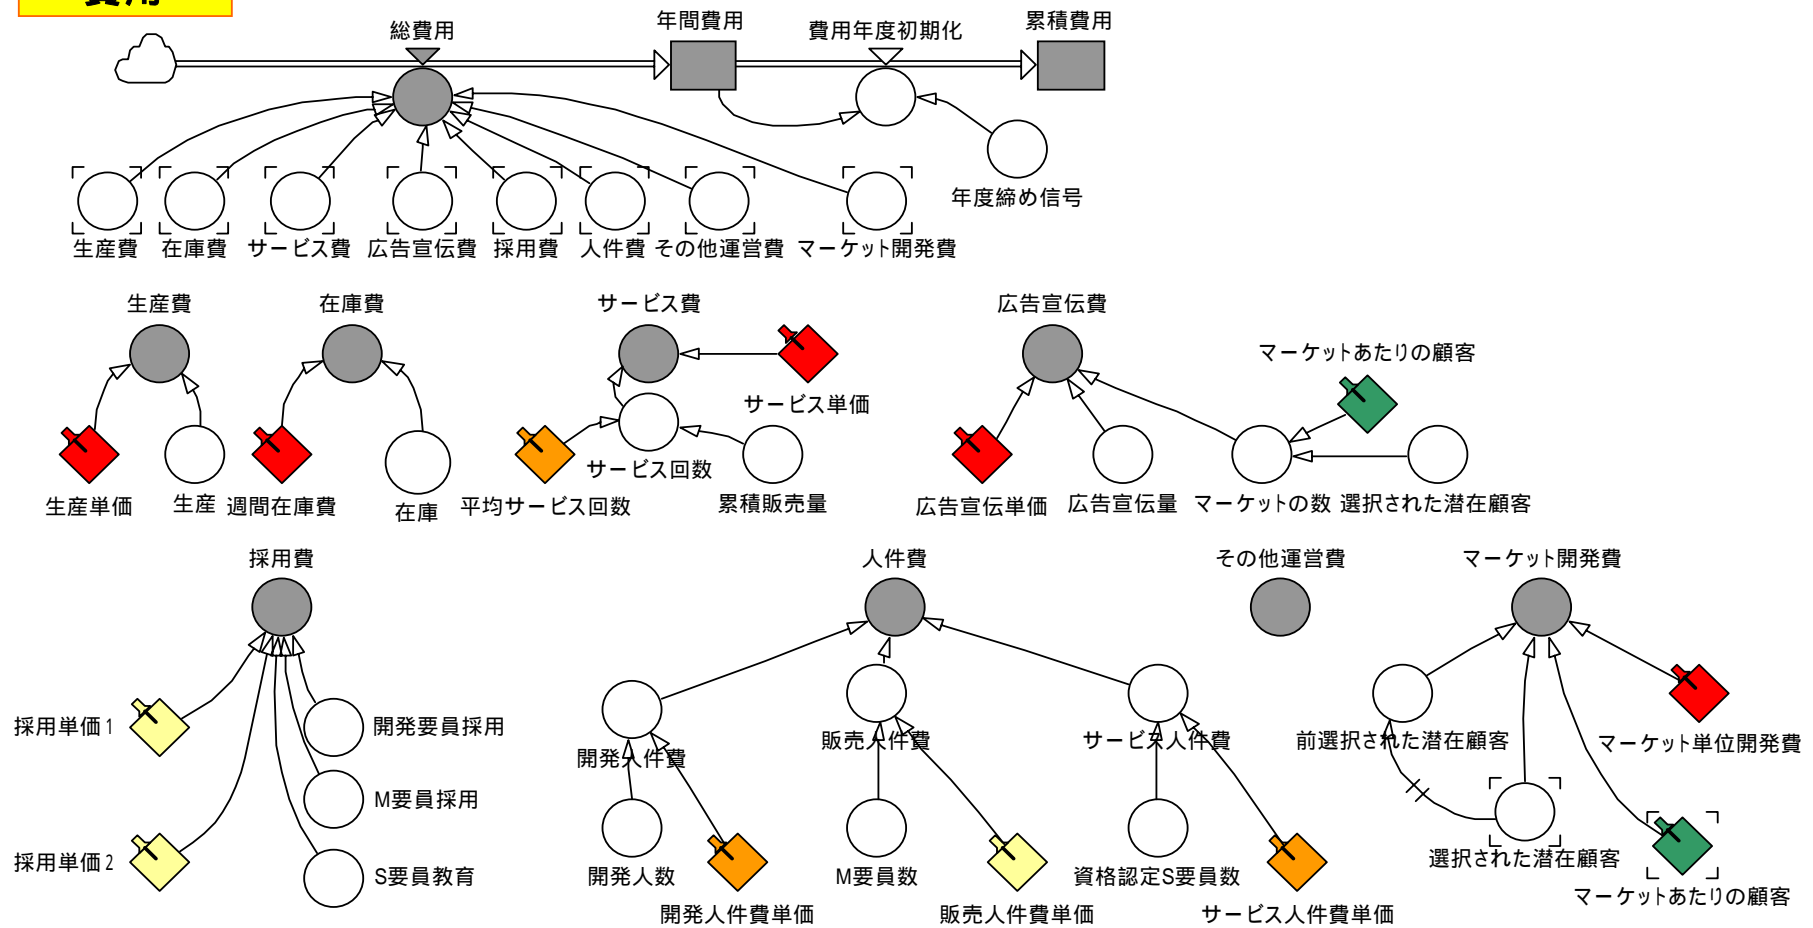 費用
総費用
年間費用
費用年度初期化
累積費用
年度締め信号
生産費
在庫費
サービス費
広告宣伝費
採用費
人件費
その他運営費
マーケット開発費
生産費
在庫費
サービス費
広告宣伝費
マーケットあたりの顧客
サービス単価
サービス回数
生産単価
生産
週間在庫費
在庫
平均サービス回数
累積販売量
広告宣伝単価
広告宣伝量
マーケットの数
選択された潜在顧客
採用費
人件費
その他運営費
マーケット開発費
採用単価1
開発要員採用
開発人件費
販売人件費
サービス人件費
前選択された潜在顧客
マーケット単位開発費
M要員採用
採用単価2
S要員教育
開発人数
M要員数
資格認定S要員数
選択された潜在顧客
マーケットあたりの顧客
開発人件費単価
販売人件費単価
サービス人件費単価